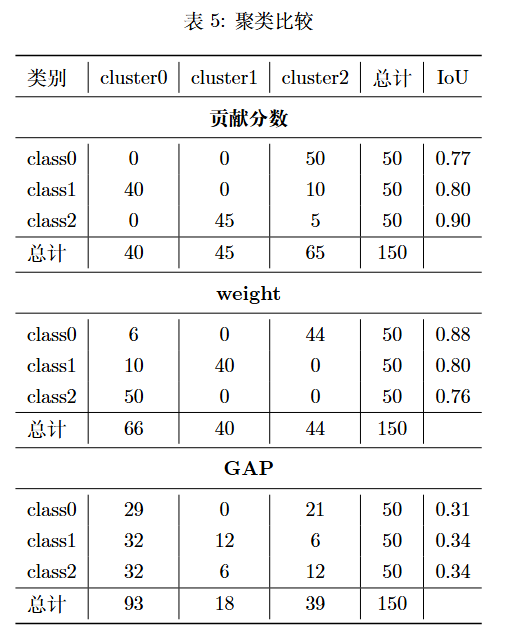 表 5: 聚类比较
类别 cluster0 cluster1 cluster2 总计 IoU
贡献分数
class0 0 0 50 50 0.77
class1 40 0 10 50 0.80
class2 0 45 5 50 0.90
总计 40 45 65 150
weight
class0 6 0 44 50 0.88
class1 10 40 0 50 0.80
class2 50 0 0 50 0.76
总计 66 40 44 150
GAP
class0 29 0 21 50 0.31
class1 32 12 6 50 0.34
class2 32 6 12 50 0.34
总计 93 18 39 150